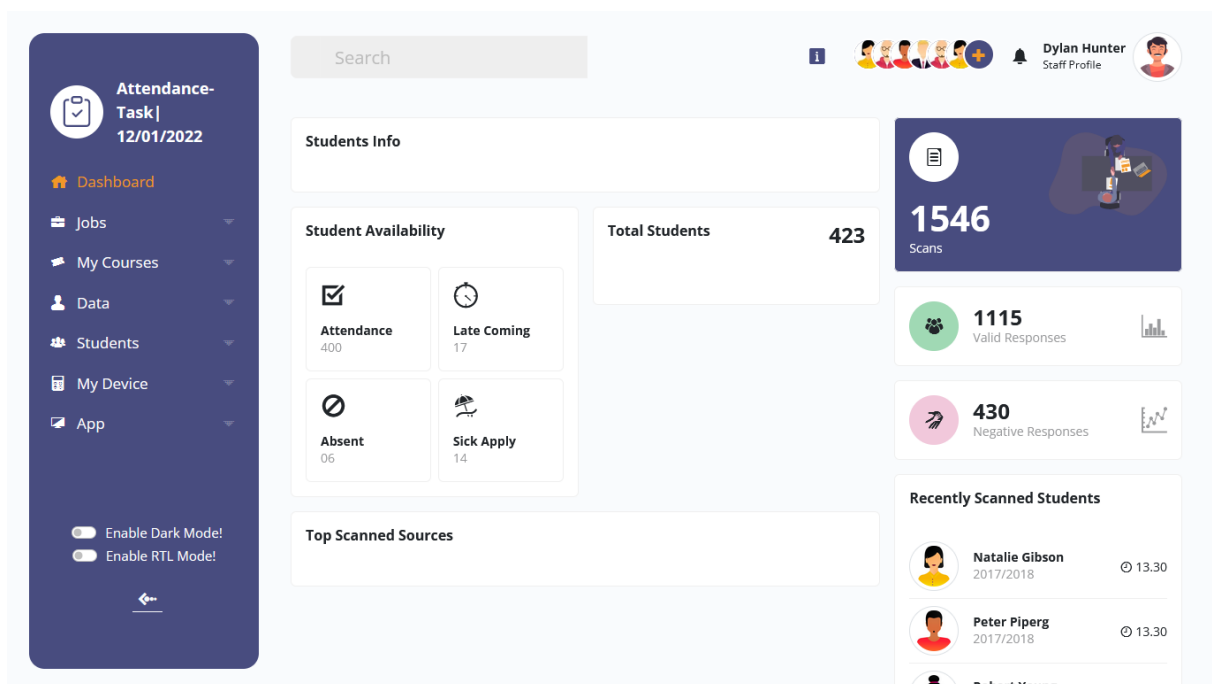 Attendance-
Task|
12/01/2022
Dashboard
Jobs
My Courses
Data
Students
My Device
App
Enable Dark Mode!
Enable RTL Mode!
Search
Dylan Hunter
Staff Profile
Students Info
Student Availability
Attendance
400
Late Coming
17
Absent
06
Sick Apply
14
Total Students
423
Top Scanned Sources
1546
Scans
1115
Valid Responses
430
Negative Responses
Recently Scanned Students
Natalie Gibson
2017/2018
13.30
Peter Piperg
2017/2018
13.30